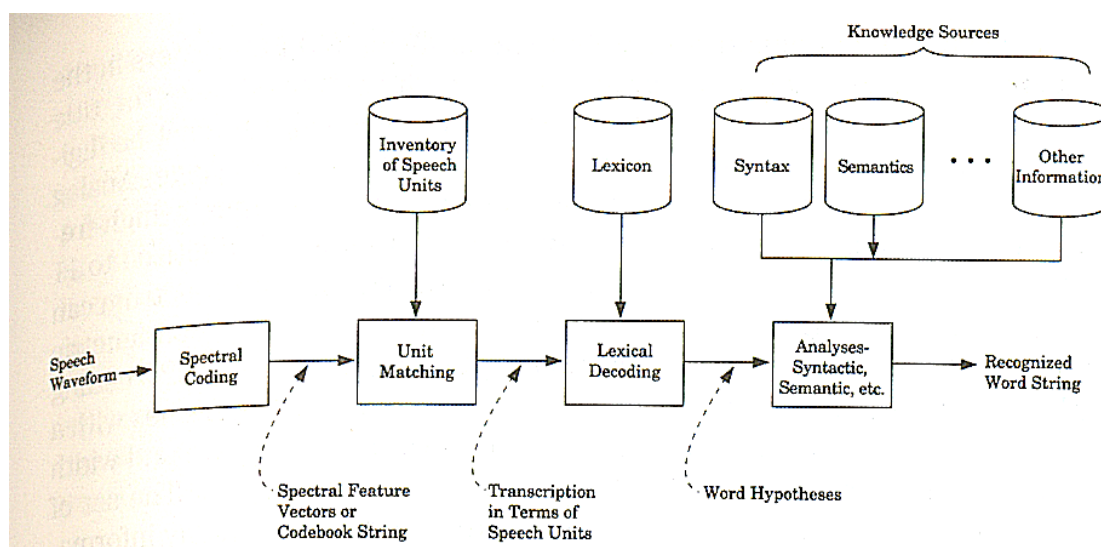 Knowledge Sources
Inventory
of Speech
Units
Lexicon
Syntax
Semantics
• • •
Other
Information
Speech
Waveform
Spectral
Coding
Unit
Matching
Lexical
Decoding
Analyses-
Syntactic,
Semantic, etc.
Recognized
Word String
Spectral Feature
Vectors or
Codebook String
Transcription
in Terms of
Speech Units
Word Hypotheses